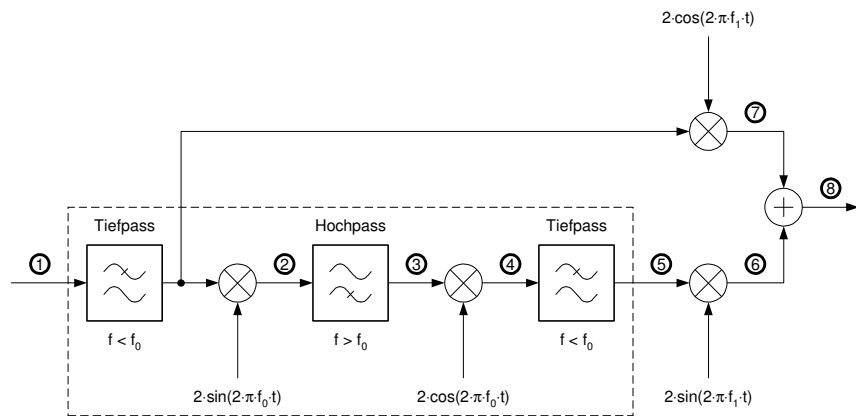 2·cos(2·π·f₁·t)
7
8
Tiefpass
Hochpass
Tiefpass
1
2
3
4
5
6
f < f₀
f > f₀
f < f₀
2·sin(2·π·f₀·t)
2·cos(2·π·f₀·t)
2·sin(2·π·f₁·t)